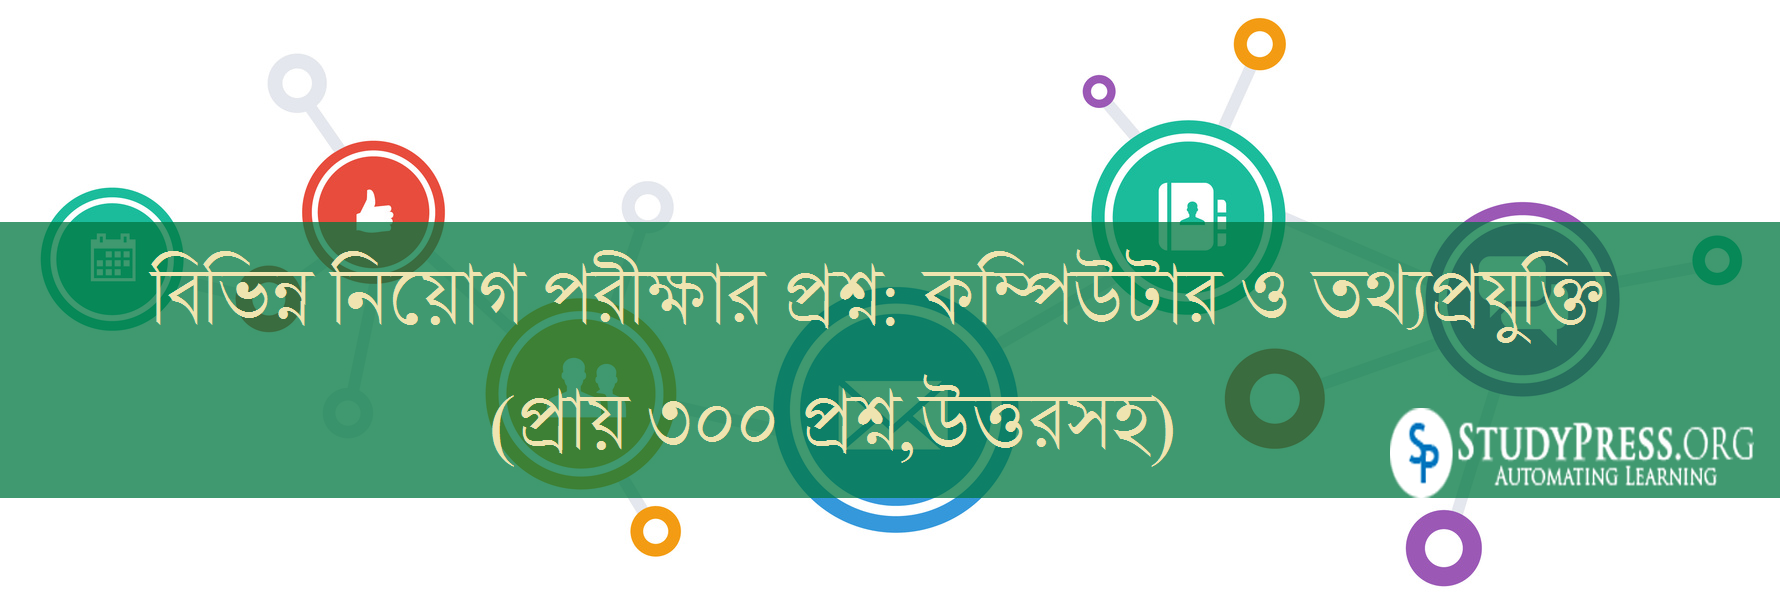 বিভিন্ন নিয়োগ পরীক্ষার প্রশ্ন: কম্পিউটার ও তথ্যপ্রযুক্তি
(প্রায় ৩০০ প্রশ্ন,উত্তরসহ)
SP STUDYPRESS.ORG
AUTOMATING LEARNING